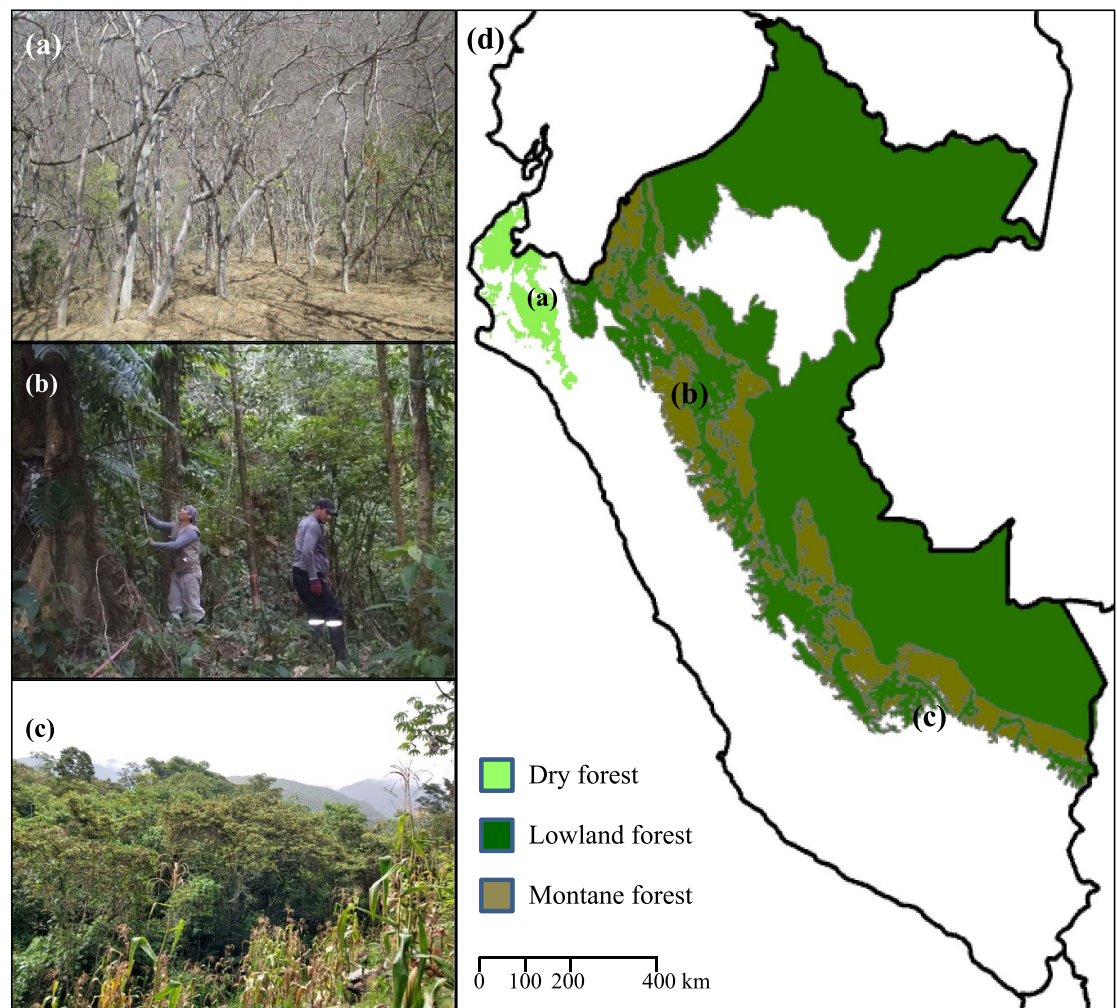 (a)
(b)
(c)
(d)
(a)
(b)
(c)
Dry forest
Lowland forest
Montane forest
0 100 200 400 km